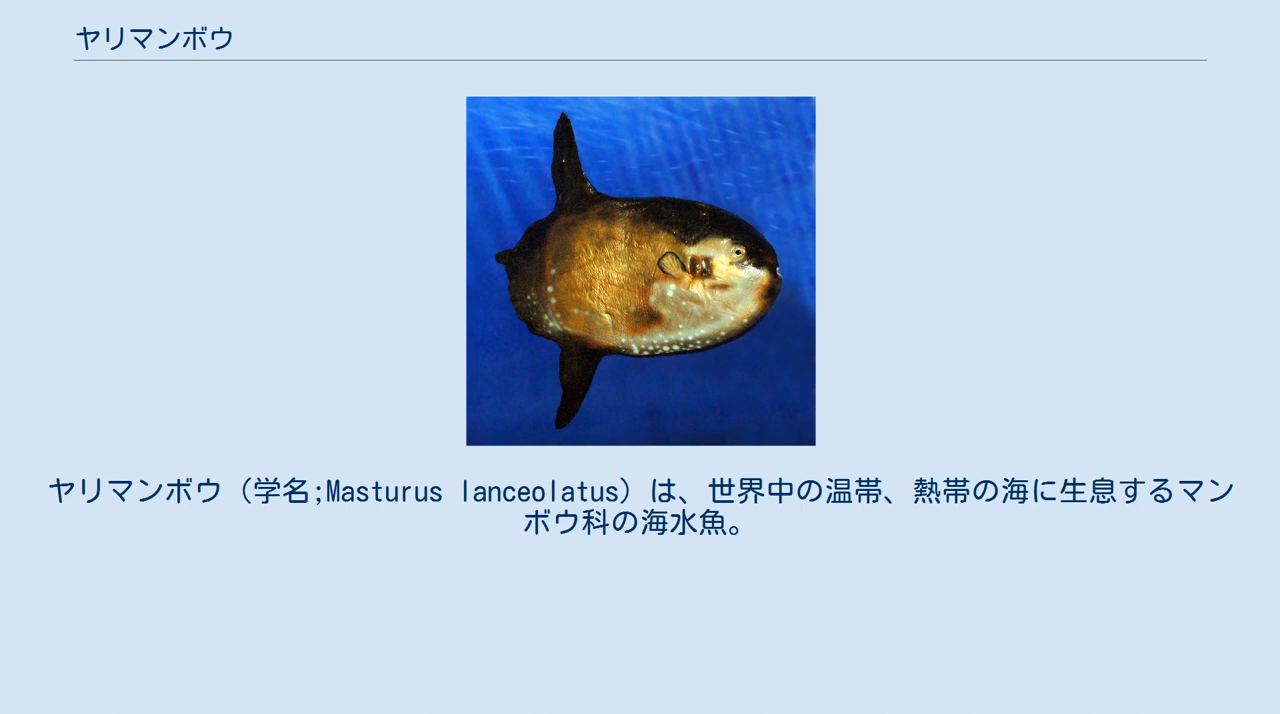 ヤリマンボウ
ヤリマンボウ（学名;Masturus lanceolatus）は、世界中の温帯、熱帯の海に生息するマン
ボウ科の海水魚。